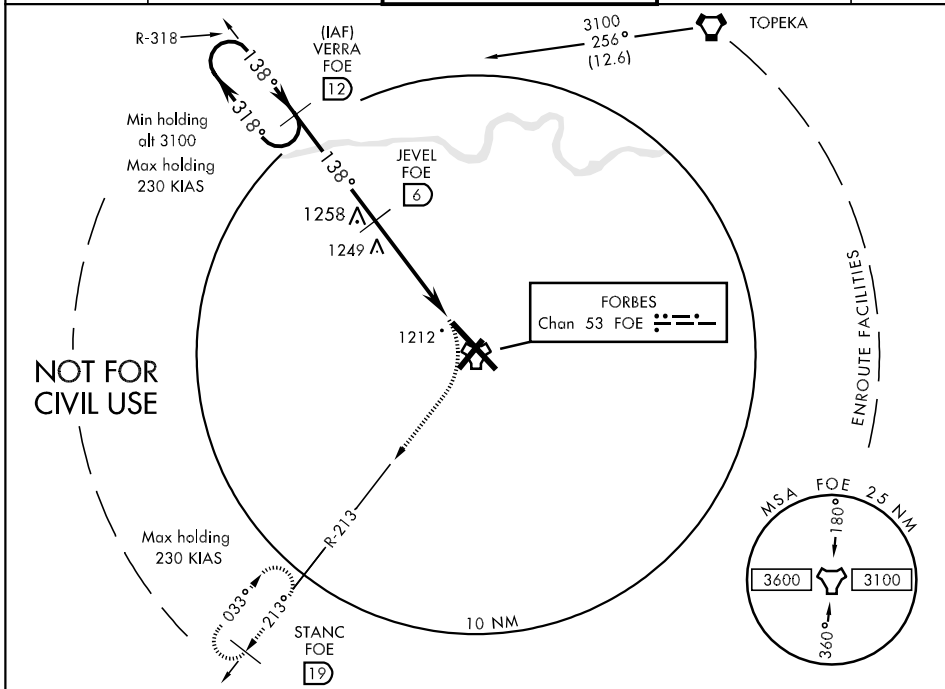 R-318
(IAF)
VERRA
FOE
12
3100
256°
(12.6)
TOPEKA
138°
318°
Min holding
alt 3100
Max holding
230 KIAS
138°
JEVEL
FOE
6
1258
1249
1212
FORBES
Chan 53 FOE
NOT FOR
CIVIL USE
ENROUTE FACILITIES
R-213
Max holding
230 KIAS
033°
213°
STANC
FOE
19
10 NM
MSA FOE 25 NM
180°
3600
3100
360°